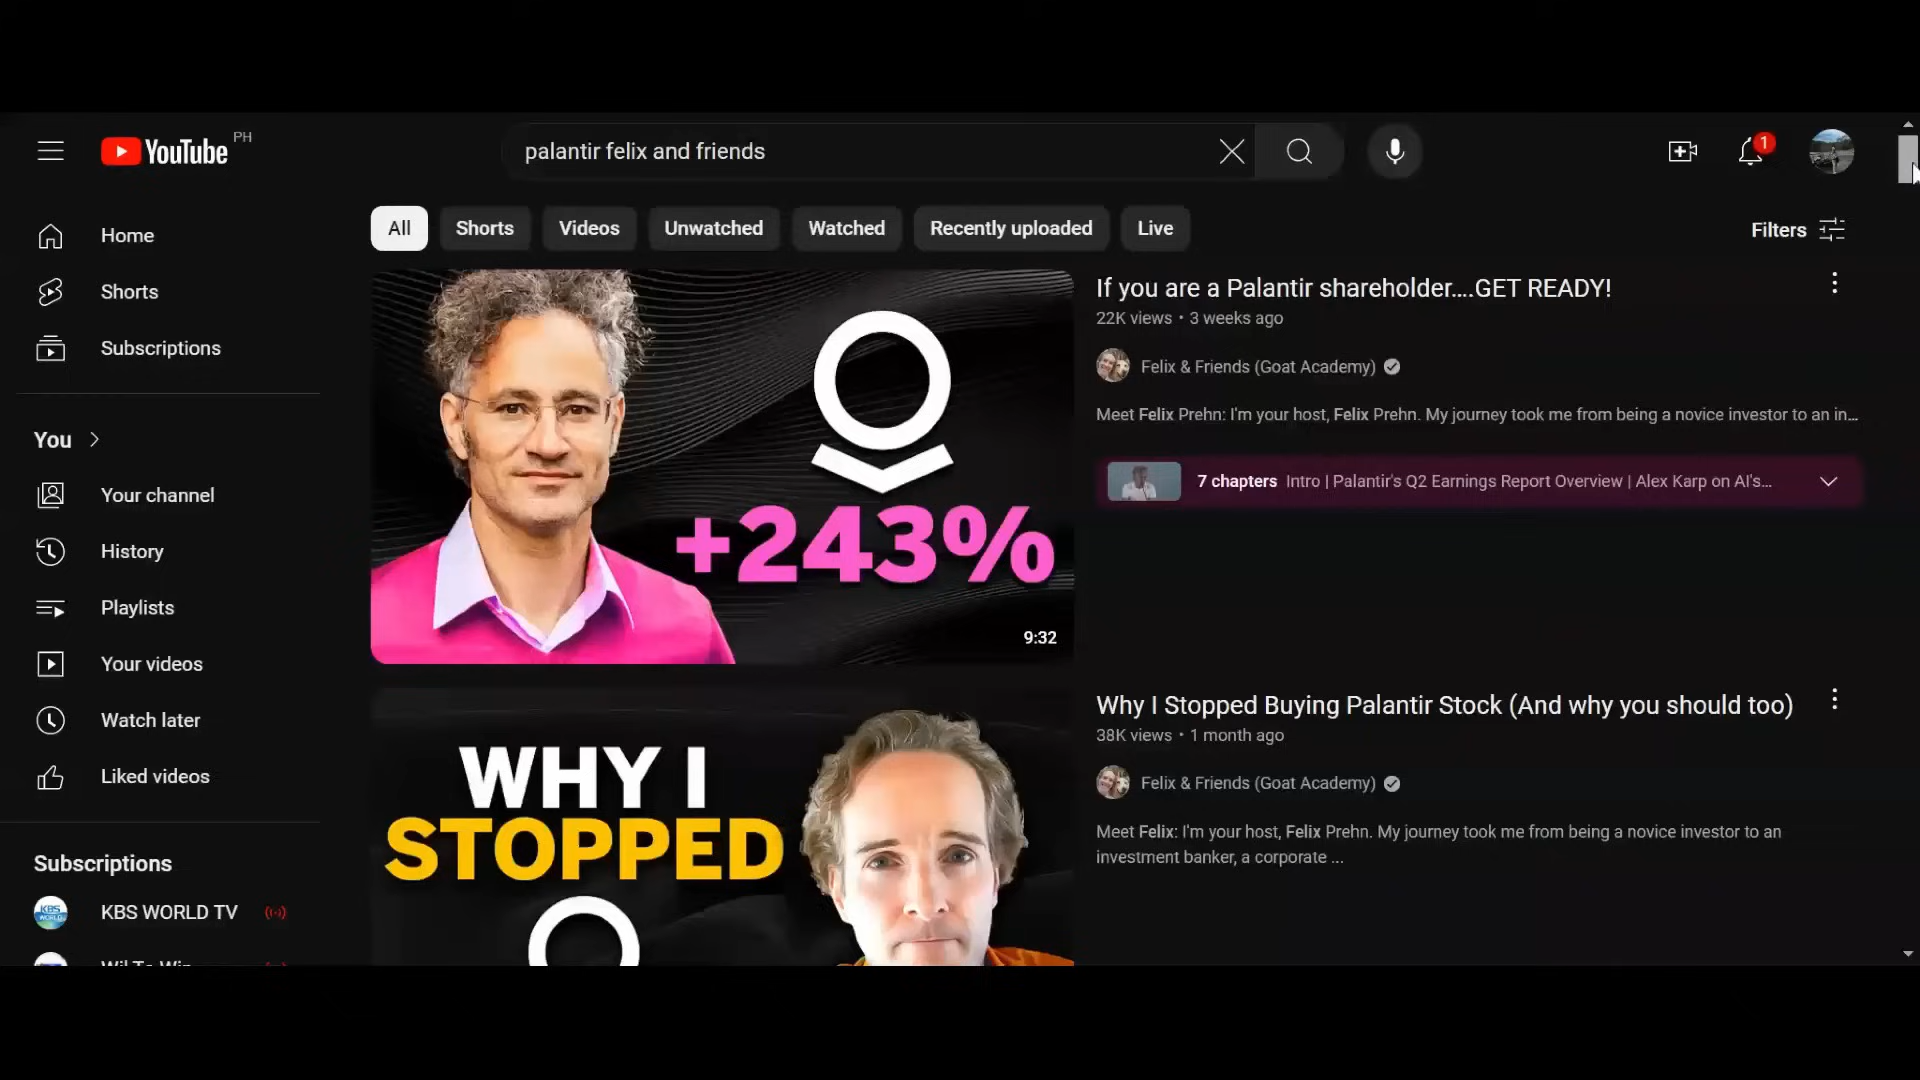 YouTube PH
palantir felix and friends
1
Home
Shorts
Subscriptions
You
Your channel
History
Playlists
Your videos
Watch later
Liked videos
Subscriptions
KBS WORLD TV
All
Shorts
Videos
Unwatched
Watched
Recently uploaded
Live
Filters
+243%
9:32
If you are a Palantir shareholder....GET READY!
22K views • 3 weeks ago
Felix & Friends (Goat Academy)
Meet Felix Prehn: I'm your host, Felix Prehn. My journey took me from being a novice investor to an in...
7 chapters Intro | Palantir's Q2 Earnings Report Overview | Alex Karp on AI's...
WHY I
STOPPED
Why I Stopped Buying Palantir Stock (And why you should too)
38K views • 1 month ago
Felix & Friends (Goat Academy)
Meet Felix: I'm your host, Felix Prehn. My journey took me from being a novice investor to an
investment banker, a corporate ...